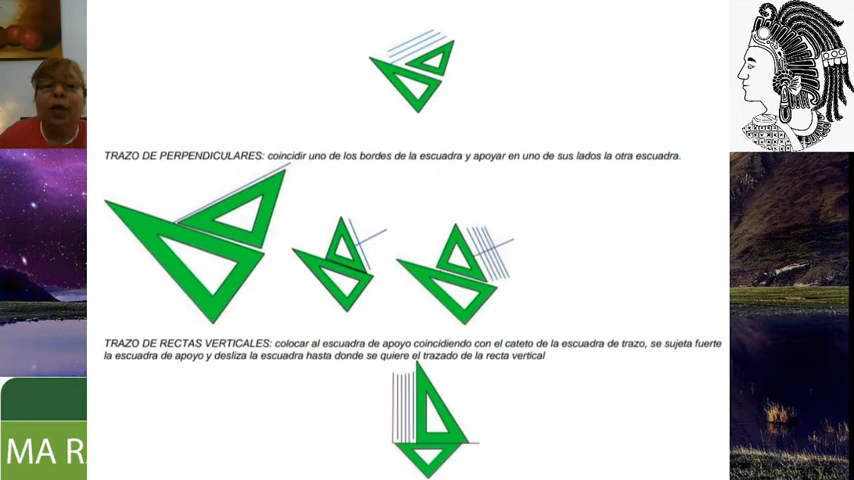 TRAZO DE PERPENDICULARES: coincidir uno de los bordes de la escuadra y apoyar en uno de sus lados la otra escuadra.
TRAZO DE RECTAS VERTICALES: colocar al escuadra de apoyo coincidiendo con el cateto de la escuadra de trazo, se sujeta fuerte
la escuadra de apoyo y desliza la escuadra hasta donde se quiere el trazado de la recta vertical
MA R